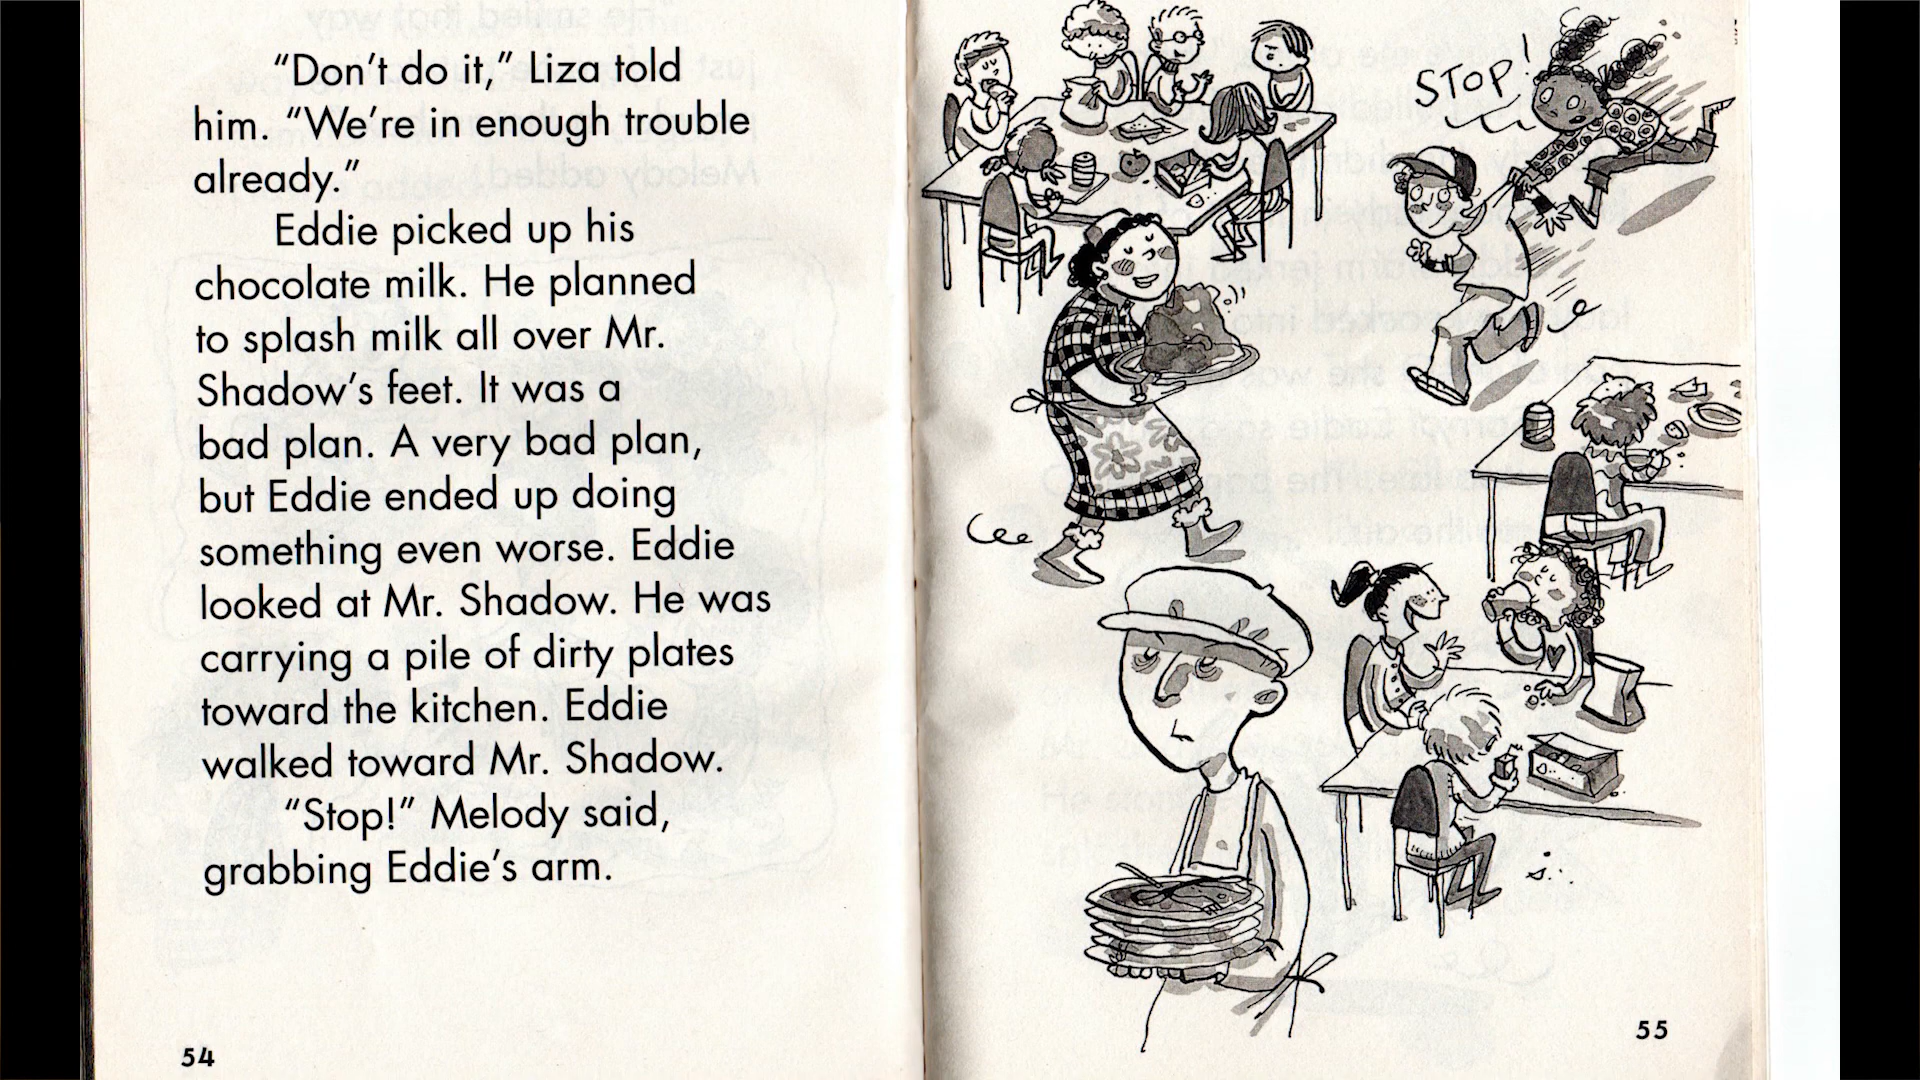 “Don’t do it,” Liza told
him. “We’re in enough trouble
already.”
Eddie picked up his
chocolate milk. He planned
to splash milk all over Mr.
Shadow’s feet. It was a
bad plan. A very bad plan,
but Eddie ended up doing
something even worse. Eddie
looked at Mr. Shadow. He was
carrying a pile of dirty plates
toward the kitchen. Eddie
walked toward Mr. Shadow.
“Stop!” Melody said,
grabbing Eddie’s arm.
54
STOP!
55